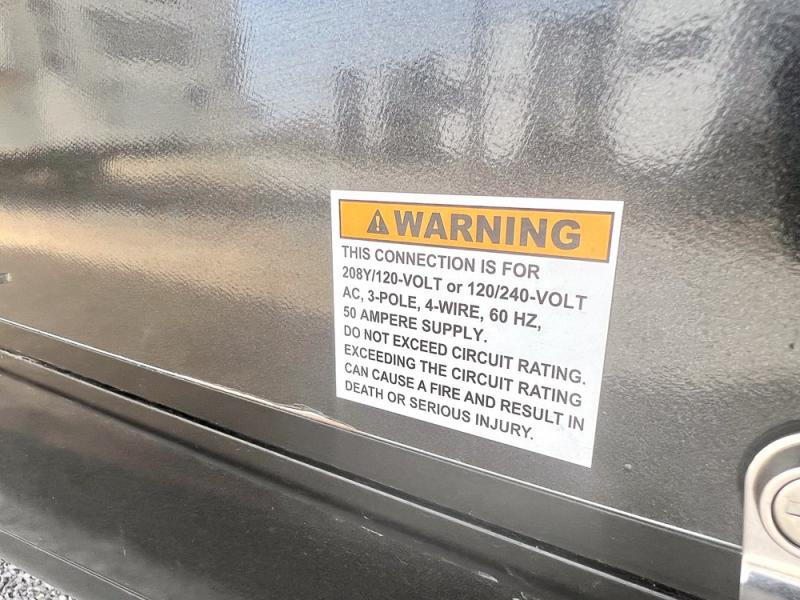 WARNING
THIS CONNECTION IS FOR
208Y/120-VOLT or 120/240-VOLT
AC, 3-POLE, 4-WIRE, 60 HZ,
50 AMPERE SUPPLY.
DO NOT EXCEED CIRCUIT RATING.
EXCEEDING THE CIRCUIT RATING
CAN CAUSE A FIRE AND RESULT IN
DEATH OR SERIOUS INJURY.